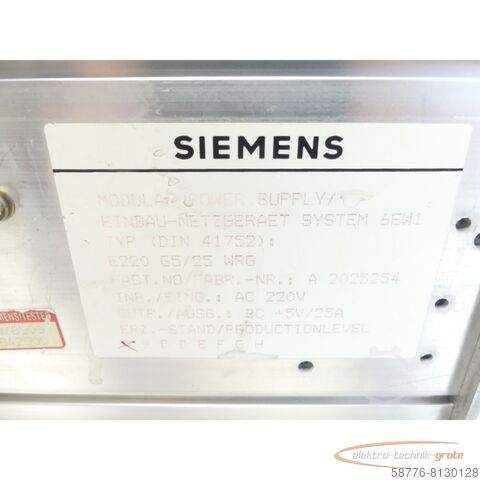 SIEMENS
MODULAR POWER SUPPLY/
EINBAU-NETZGERAET SYSTEM 6EW1
TYP (DIN 41752):
E220 G5/25 WRG
FACT.NO/FABR.-NR.: A 2025254
INP./EING.: AC 220V
OUTP./AUSG.: DC +5V/25A
ERZ.-STAND/PRODUCTIONLEVEL
C D E F G H
elektro-technik-grote
58776-8130128